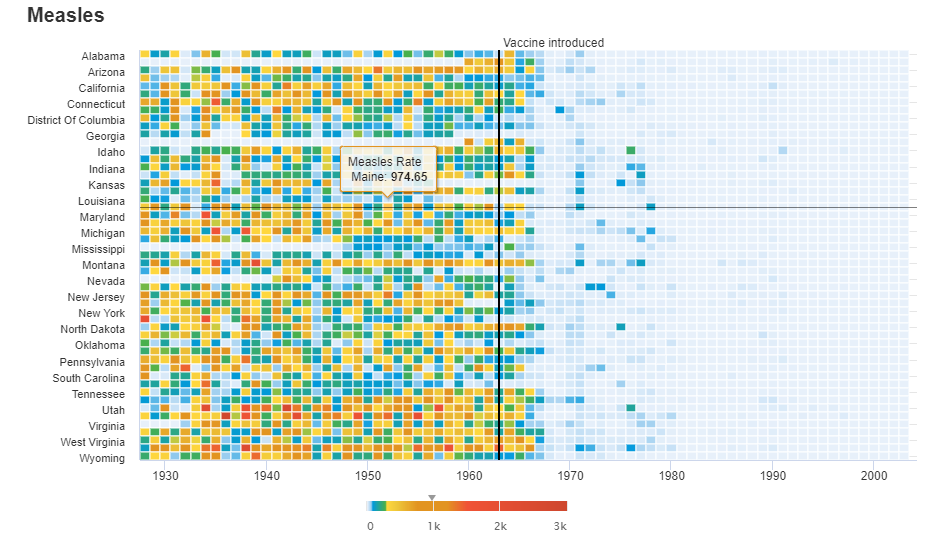 Measles
Vaccine introduced
Alabama
Arizona
California
Connecticut
District Of Columbia
Georgia
Idaho
Indiana
Kansas
Louisiana
Maryland
Michigan
Mississippi
Montana
Nevada
New Jersey
New York
North Dakota
Oklahoma
Pennsylvania
South Carolina
Tennessee
Utah
Virginia
West Virginia
Wyoming
Measles Rate
Maine: 974.65
1930 1940 1950 1960 1970 1980 1990 2000
0 1k 2k 3k